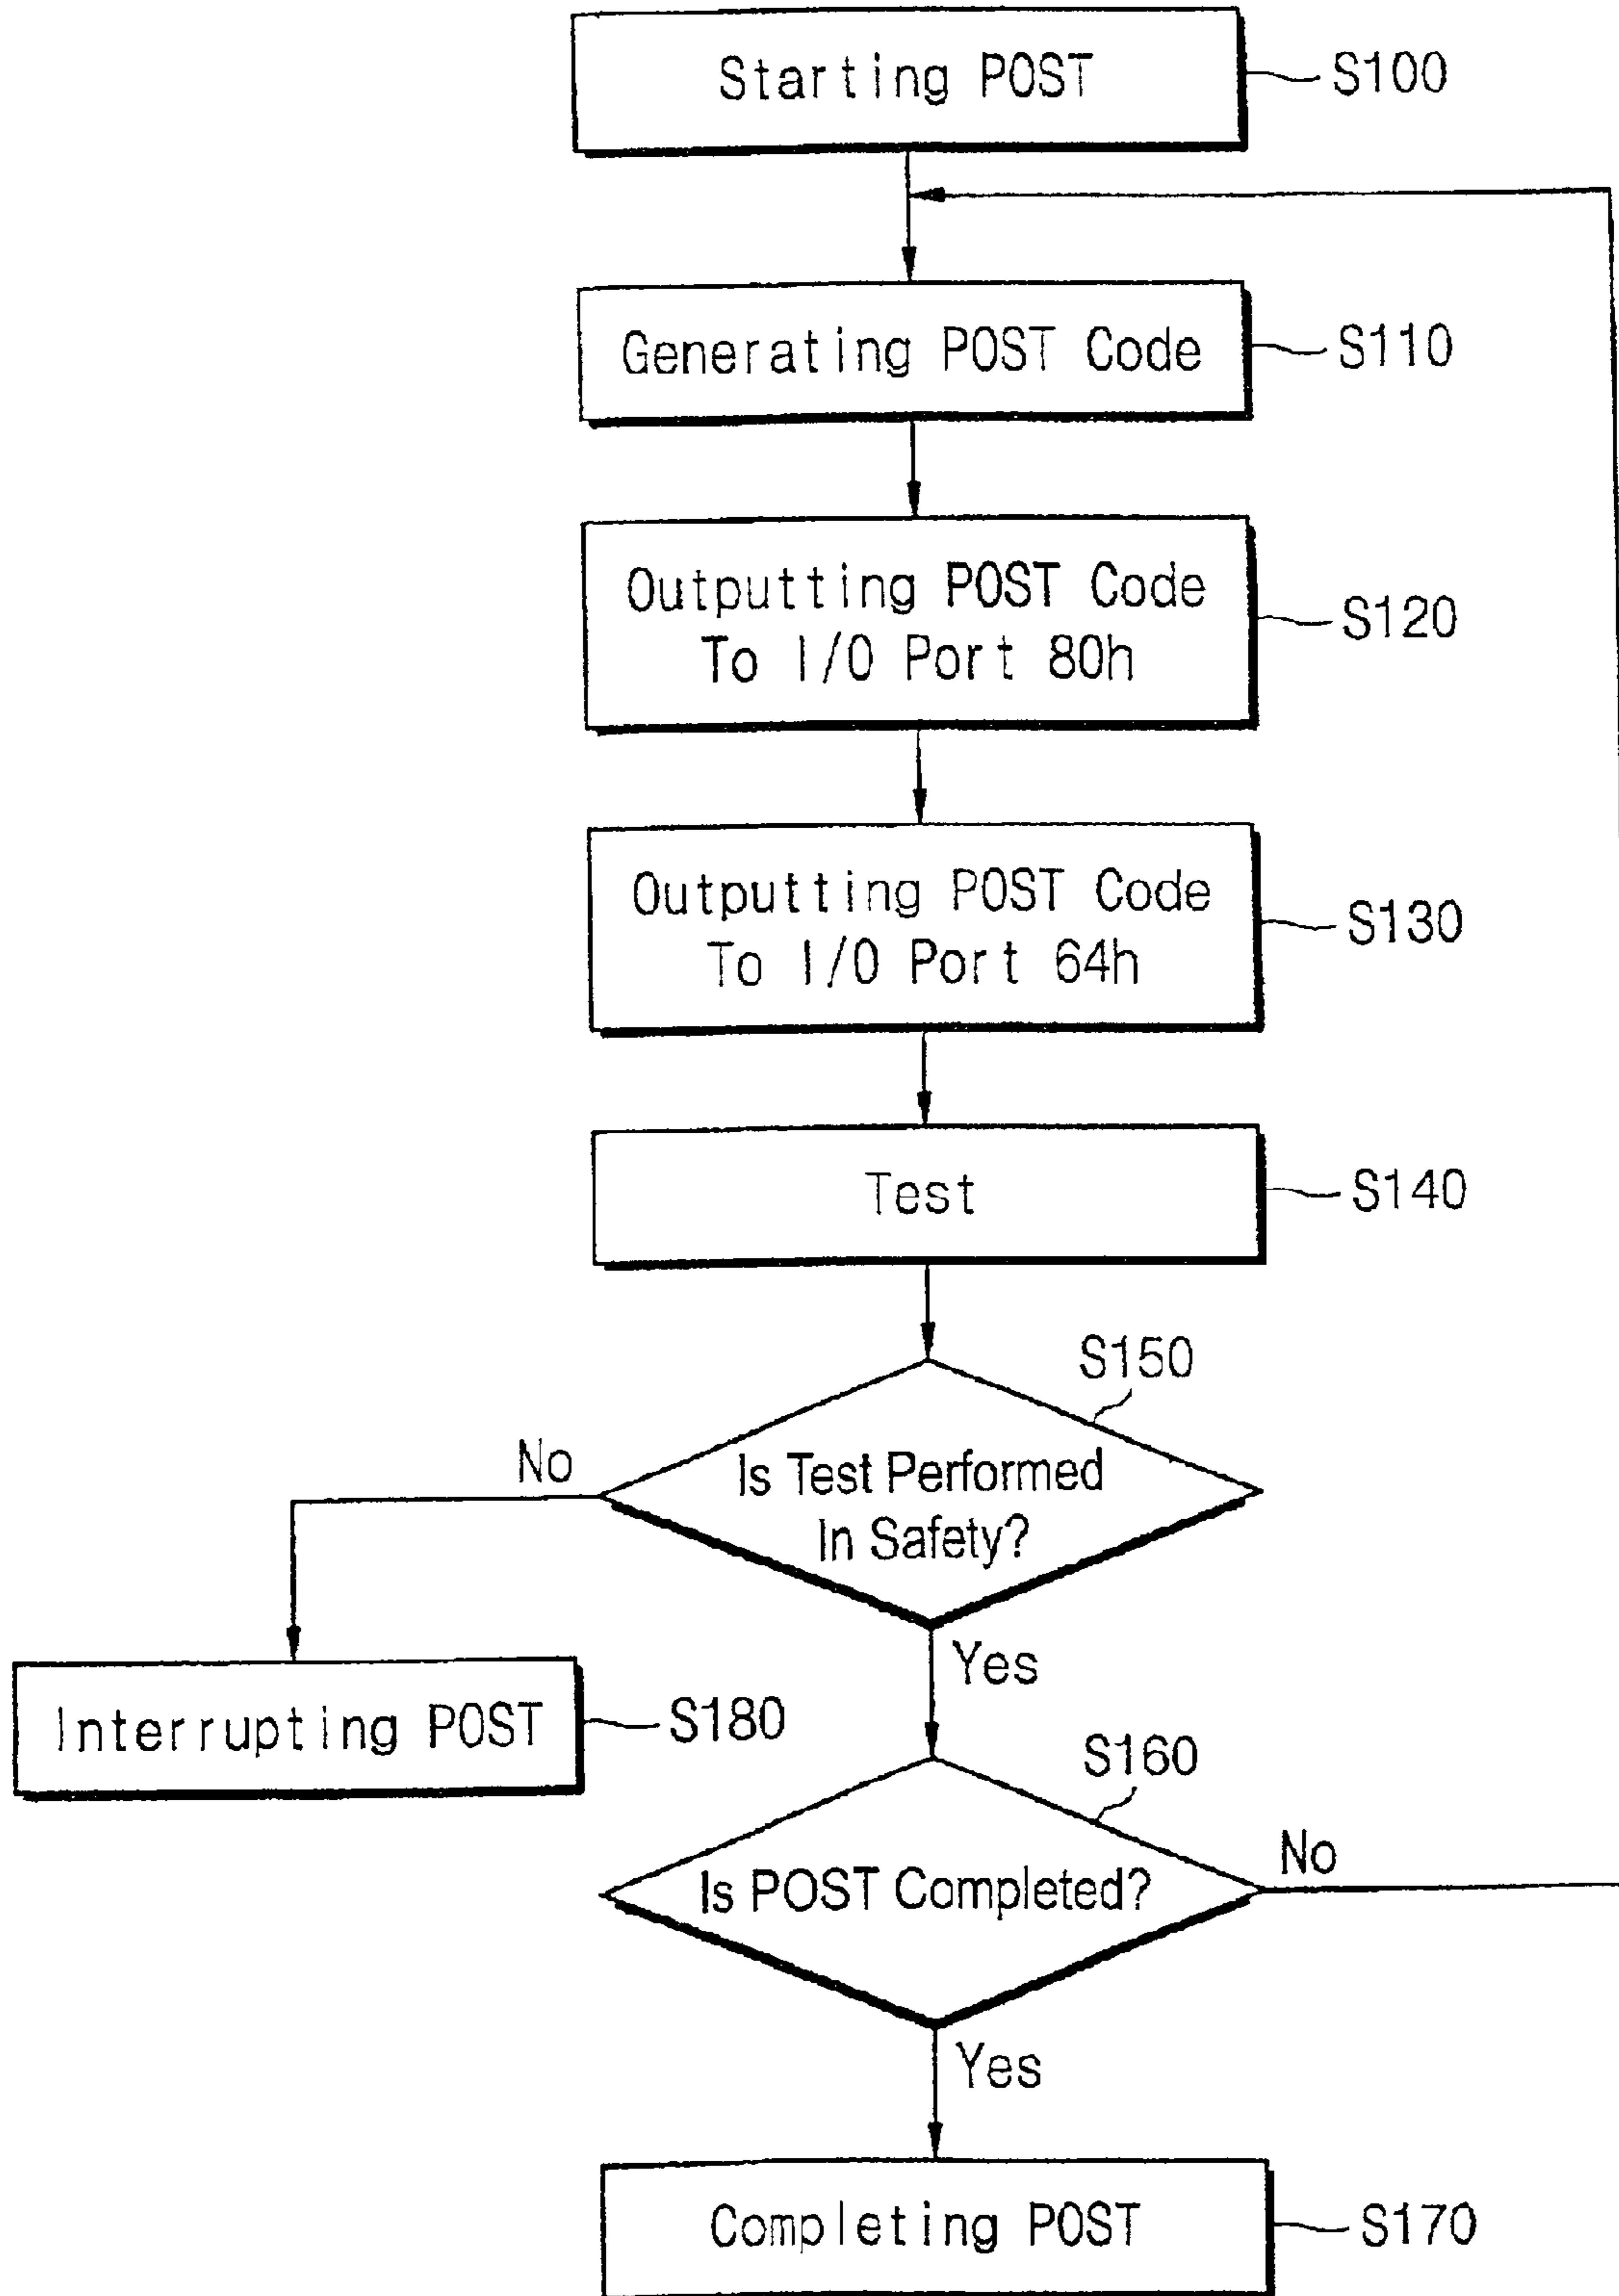 Starting POST
S100
Generating POST Code
S110
Outputting POST Code
To I/O Port 80h
S120
Outputting POST Code
To I/O Port 64h
S130
Test
S140
S150
Is Test Performed
In Safety?
No
Yes
Interrupting POST
S180
S160
Is POST Completed?
No
Yes
Completing POST
S170